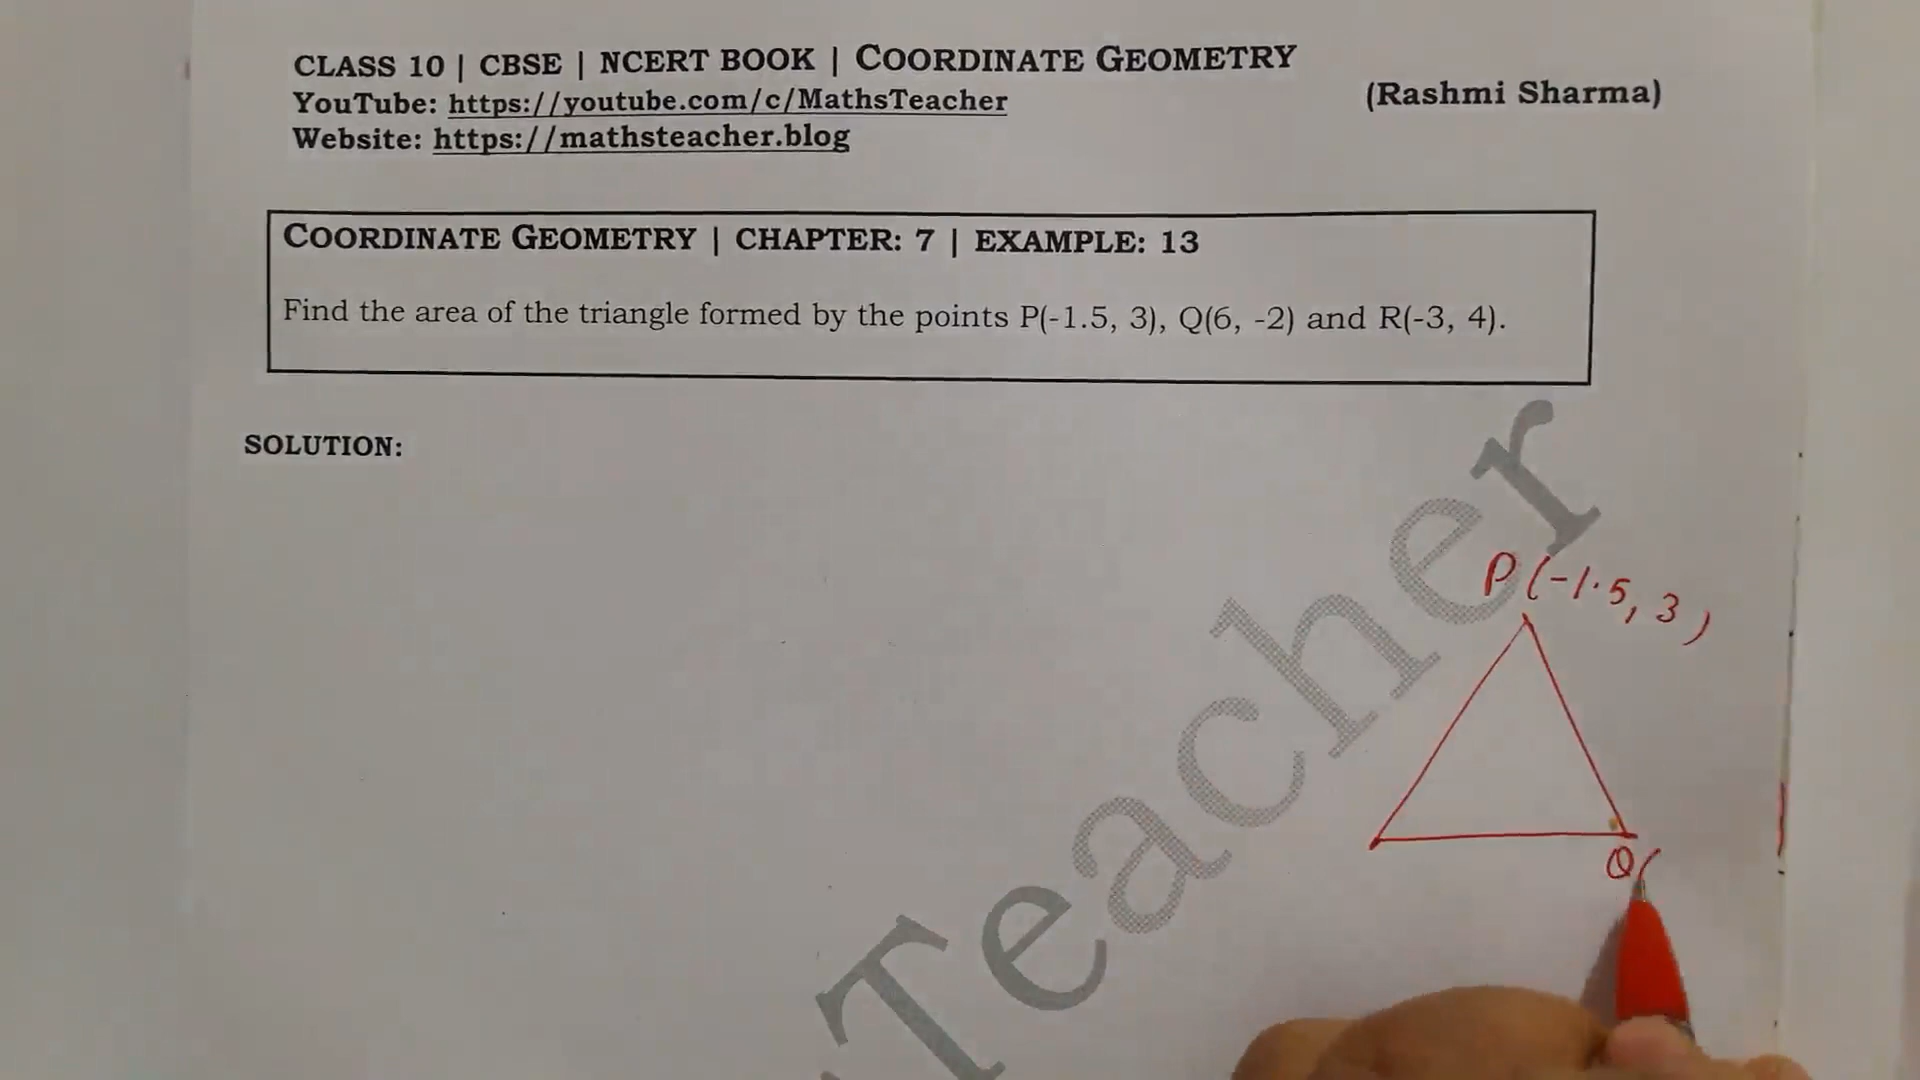 CLASS 10 | CBSE | NCERT BOOK | COORDINATE GEOMETRY
(Rashmi Sharma)
YouTube: https://youtube.com/c/MathsTeacher
Website: https://mathsteacher.blog
COORDINATE GEOMETRY | CHAPTER: 7 | EXAMPLE: 13
Find the area of the triangle formed by the points P(-1.5, 3), Q(6, -2) and R(-3, 4).
SOLUTION:
P(-1.5, 3)
Q(
Teacher